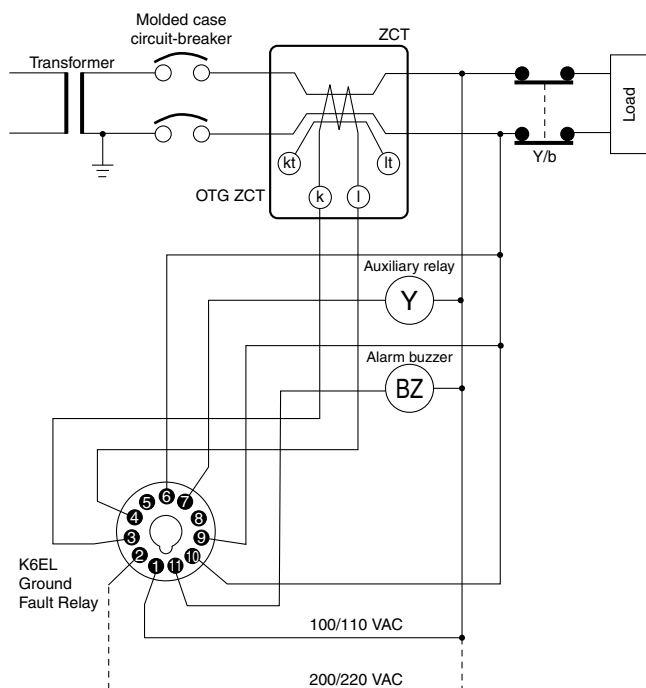 Molded case
circuit-breaker
ZCT
Transformer
Load
kt
lt
Y/b
OTG ZCT
k
l
Auxiliary relay
Y
Alarm buzzer
BZ
6
5
7
4
8
3
9
2
10
1
11
K6EL
Ground
Fault Relay
100/110 VAC
200/220 VAC